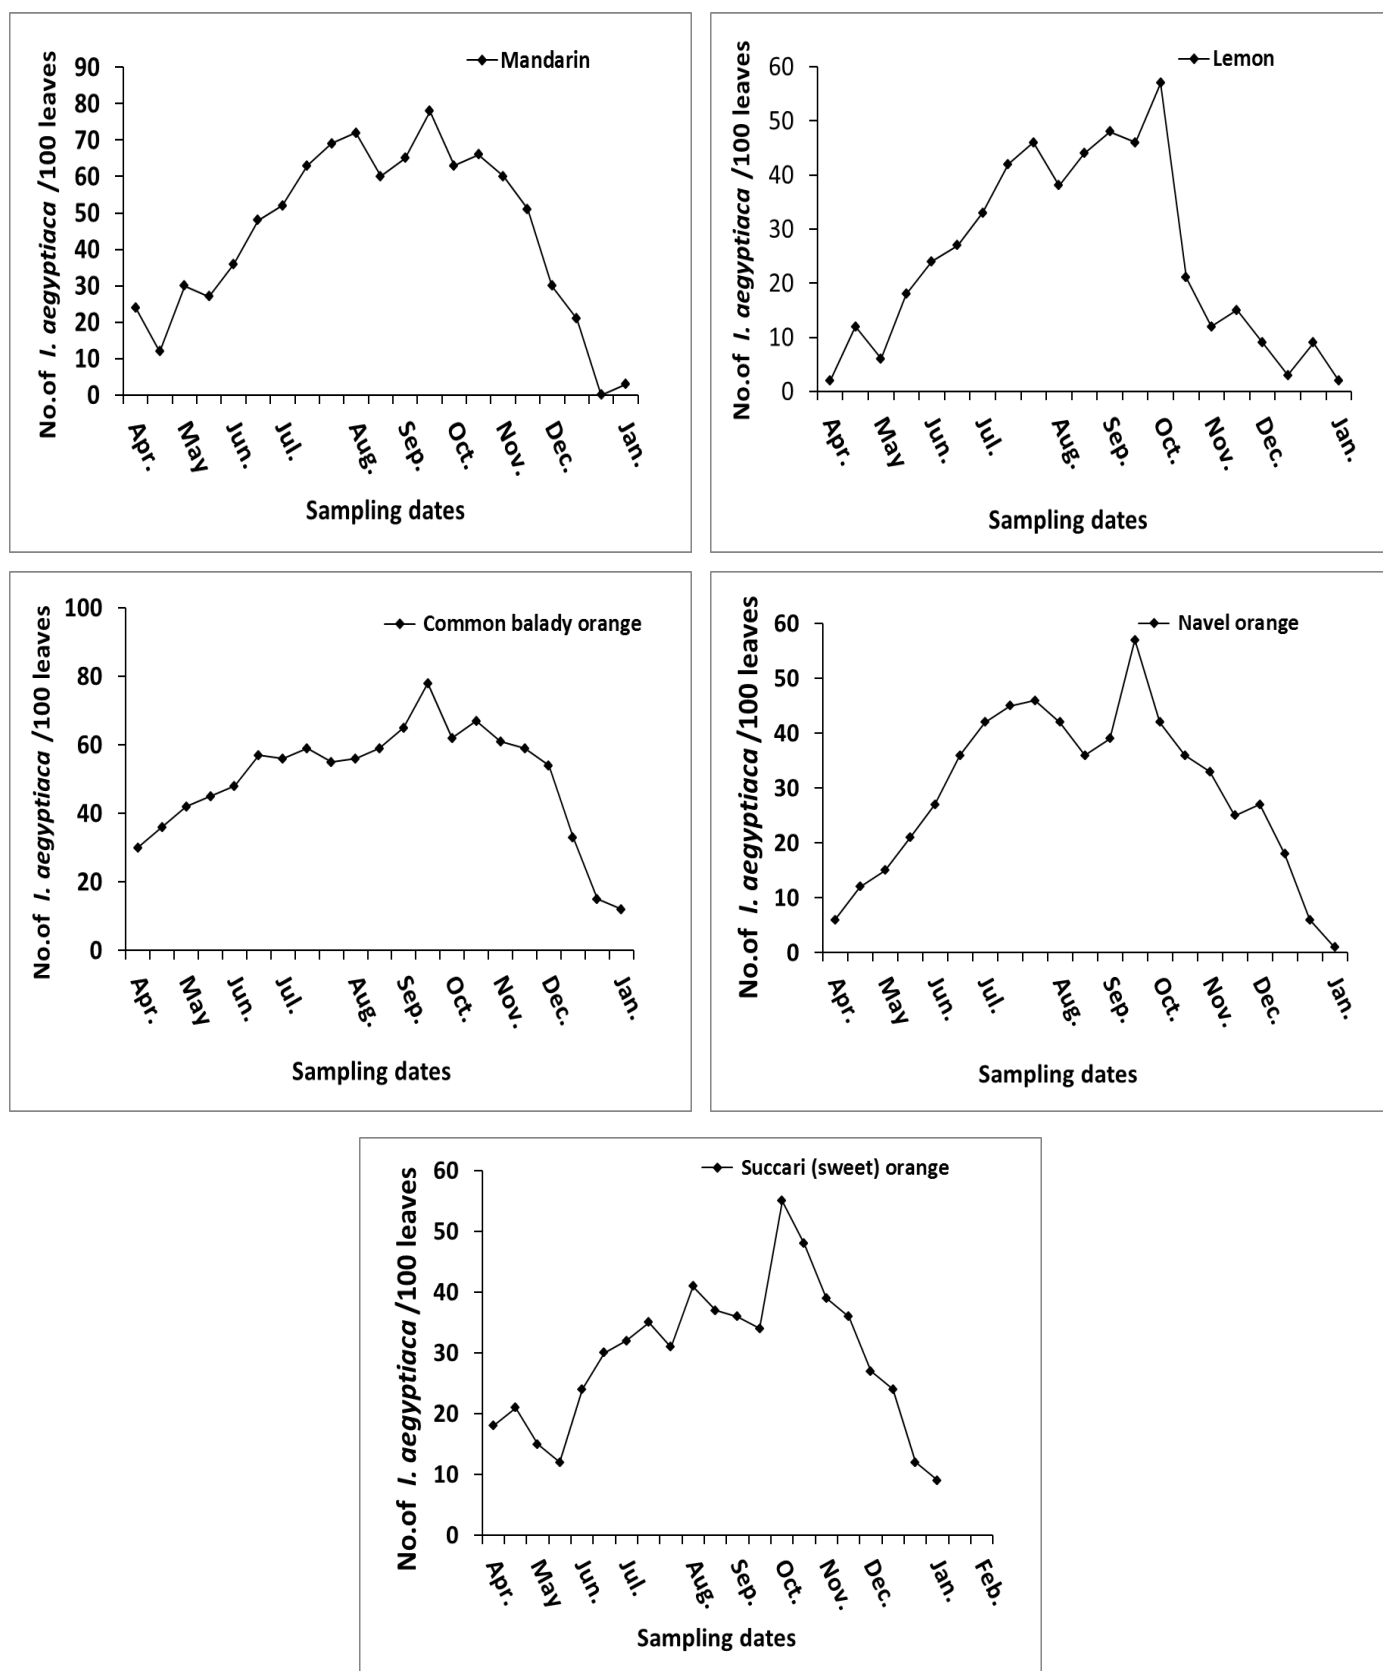 Mandarin
No.of I. aegyptiaca /100 leaves
90
80
70
60
50
40
30
20
10
0
Apr.
May
Jun.
Jul.
Aug.
Sep.
Oct.
Nov.
Dec.
Jan.
Sampling dates
Lemon
No.of I. aegyptiaca /100 leaves
60
50
40
30
20
10
0
Apr.
May
Jun.
Jul.
Aug.
Sep.
Oct.
Nov.
Dec.
Jan.
Sampling dates
Common balady orange
No.of I. aegyptiaca /100 leaves
100
80
60
40
20
0
Apr.
May
Jun.
Jul.
Aug.
Sep.
Oct.
Nov.
Dec.
Jan.
Sampling dates
Navel orange
No.of I. aegyptiaca /100 leaves
60
50
40
30
20
10
0
Apr.
May
Jun.
Jul.
Aug.
Sep.
Oct.
Nov.
Dec.
Jan.
Sampling dates
Succari (sweet) orange
No.of I. aegyptiaca /100 leaves
60
50
40
30
20
10
0
Apr.
May
Jun.
Jul.
Aug.
Sep.
Oct.
Nov.
Dec.
Jan.
Feb.
Sampling dates